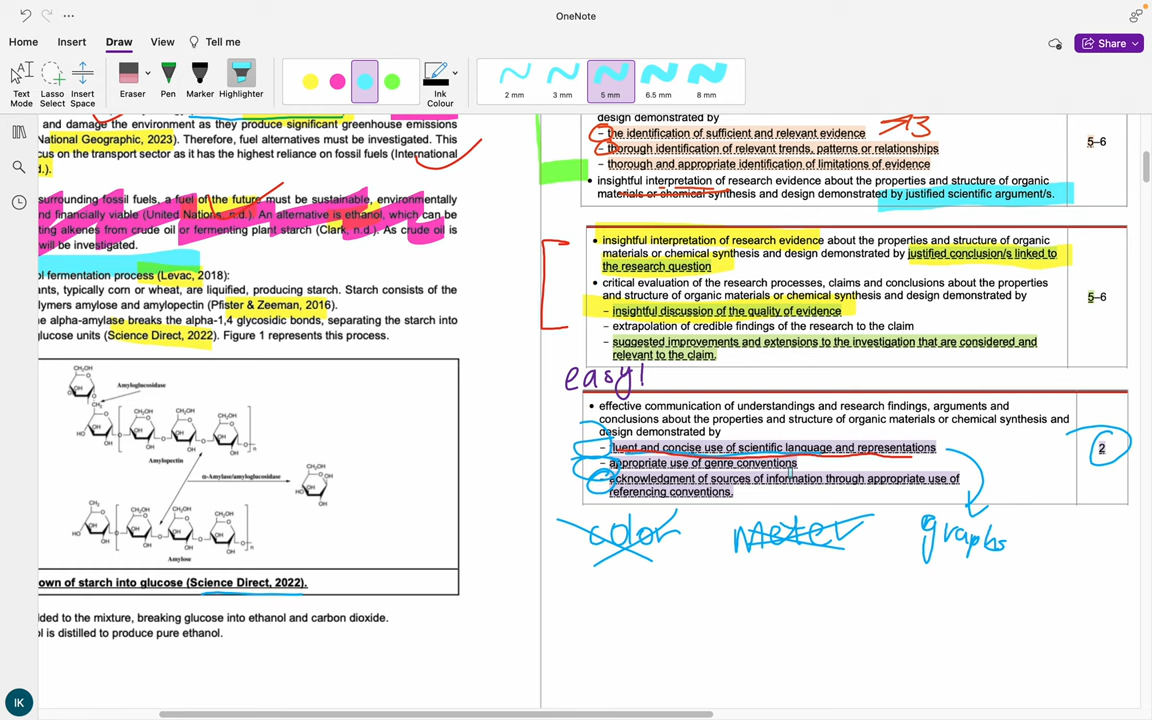 OneNote
Home Insert Draw View Tell me
Share
Text Mode
Lasso Select
Insert Space
Eraser
Pen
Marker
Highlighter
Ink Colour
2 mm
3 mm
5 mm
6.5 mm
8 mm
and damage the environment as they produce significant greenhouse emissions
National Geographic, 2023). Therefore, fuel alternatives must be investigated. This
cus on the transport sector as it has the highest reliance on fossil fuels (International
d.).
surrounding fossil fuels, a fuel of the future must be sustainable, environmentally
and financially viable (United Nations, n.d.). An alternative is ethanol, which can be
ting alkenes from crude oil or fermenting plant starch (Clark, n.d.). As crude oil is
will be investigated.
ol fermentation process (Levac, 2018):
ants, typically corn or wheat, are liquified, producing starch. Starch consists of the
lymers amylose and amylopectin (Pfister & Zeeman, 2016).
he alpha-amylase breaks the alpha-1,4 glycosidic bonds, separating the starch into
glucose units (Science Direct, 2022). Figure 1 represents this process.
Amyloglucosidase
Amylopectin
α-Amylase/amyloglucosidase
Amylose
own of starch into glucose (Science Direct, 2022).
lded to the mixture, breaking glucose into ethanol and carbon dioxide.
ol is distilled to produce pure ethanol.
design demonstrated by
– the identification of sufficient and relevant evidence
3
– thorough identification of relevant trends, patterns or relationships
– thorough and appropriate identification of limitations of evidence
5–6
• insightful interpretation of research evidence about the properties and structure of organic
materials or chemical synthesis and design demonstrated by justified scientific argument/s.
• insightful interpretation of research evidence about the properties and structure of organic
materials or chemical synthesis and design demonstrated by justified conclusion/s linked to
the research question
• critical evaluation of the research processes, claims and conclusions about the properties
and structure of organic materials or chemical synthesis and design demonstrated by
5–6
– insightful discussion of the quality of evidence
– extrapolation of credible findings of the research to the claim
– suggested improvements and extensions to the investigation that are considered and
relevant to the claim.
easy!
• effective communication of understandings and research findings, arguments and
conclusions about the properties and structure of organic materials or chemical synthesis and
design demonstrated by
– fluent and concise use of scientific language and representations
2
– appropriate use of genre conventions
– acknowledgment of sources of information through appropriate use of
referencing conventions.
color meter graphs
IK